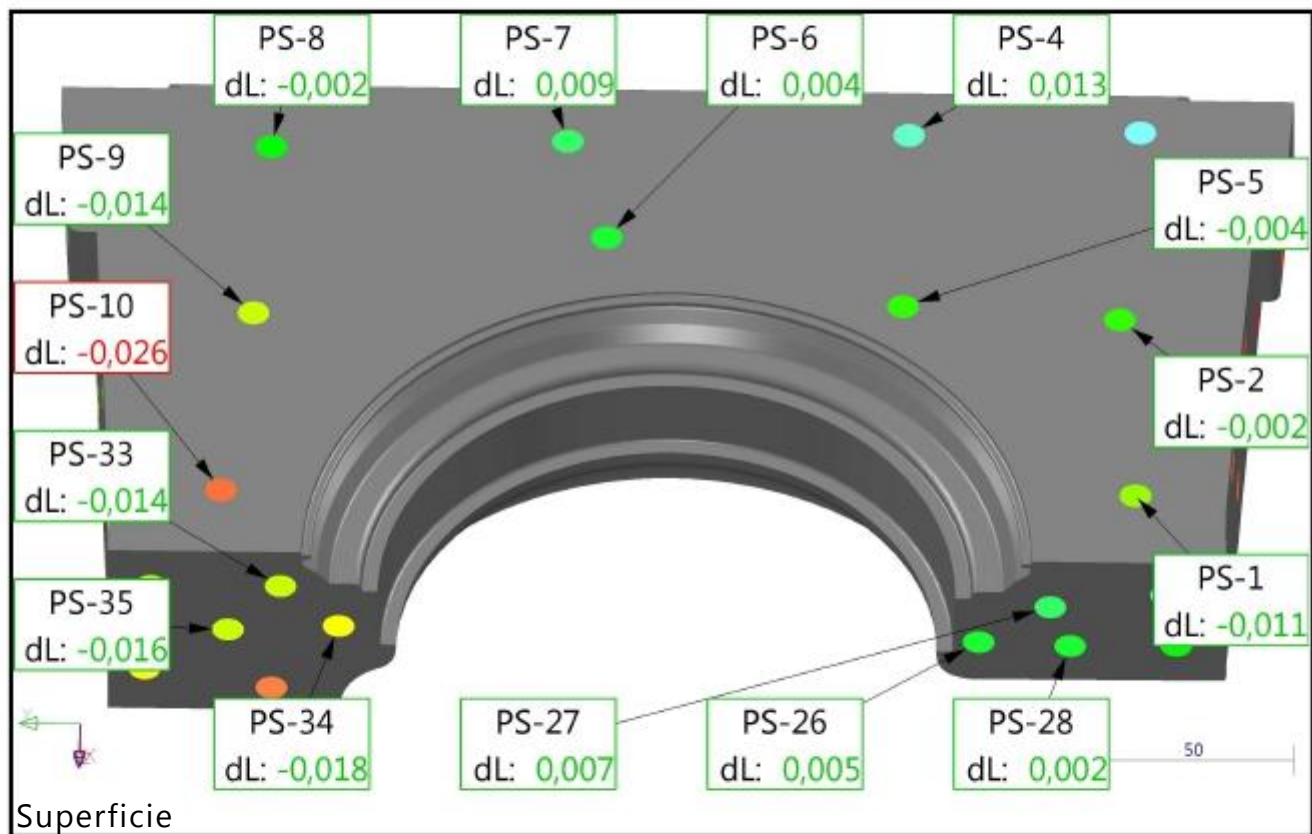 PS-8
dL: -0,002
PS-7
dL: 0,009
PS-6
dL: 0,004
PS-4
dL: 0,013
PS-9
dL: -0,014
PS-5
dL: -0,004
PS-10
dL: -0,026
PS-2
dL: -0,002
PS-33
dL: -0,014
PS-1
dL: -0,011
PS-35
dL: -0,016
PS-34
dL: -0,018
PS-27
dL: 0,007
PS-26
dL: 0,005
PS-28
dL: 0,002
50
Superficie